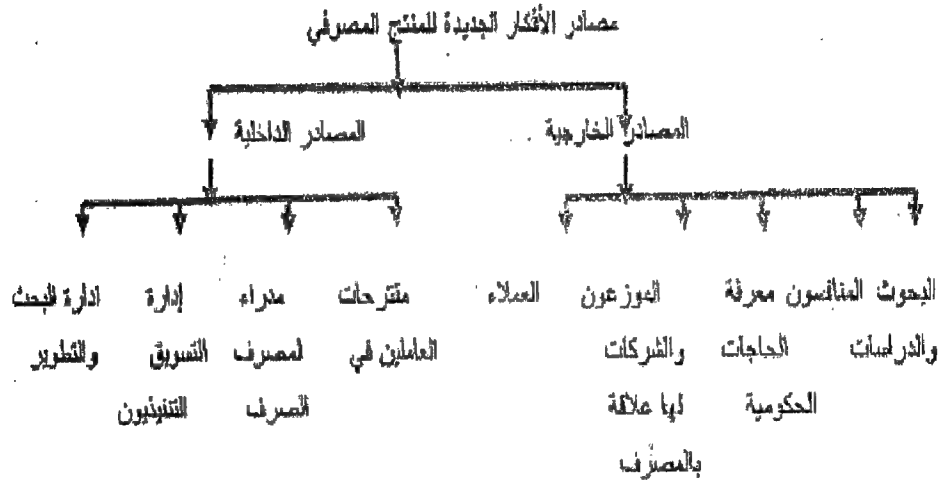 مصادر الأفكار الجديدة للمنتج المصرفي
المصادر الخارجية المصادر الداخلية
البحوث المنافسون معرفة الموزعون العملاء مقترحات مدراء إدارة ادارة البحث
والدراسات الحاجات والشركات العاملين في المصرف التسويق والتطوير
الحكومية لها علاقة الصرف التنفيذيون
بالمصرف